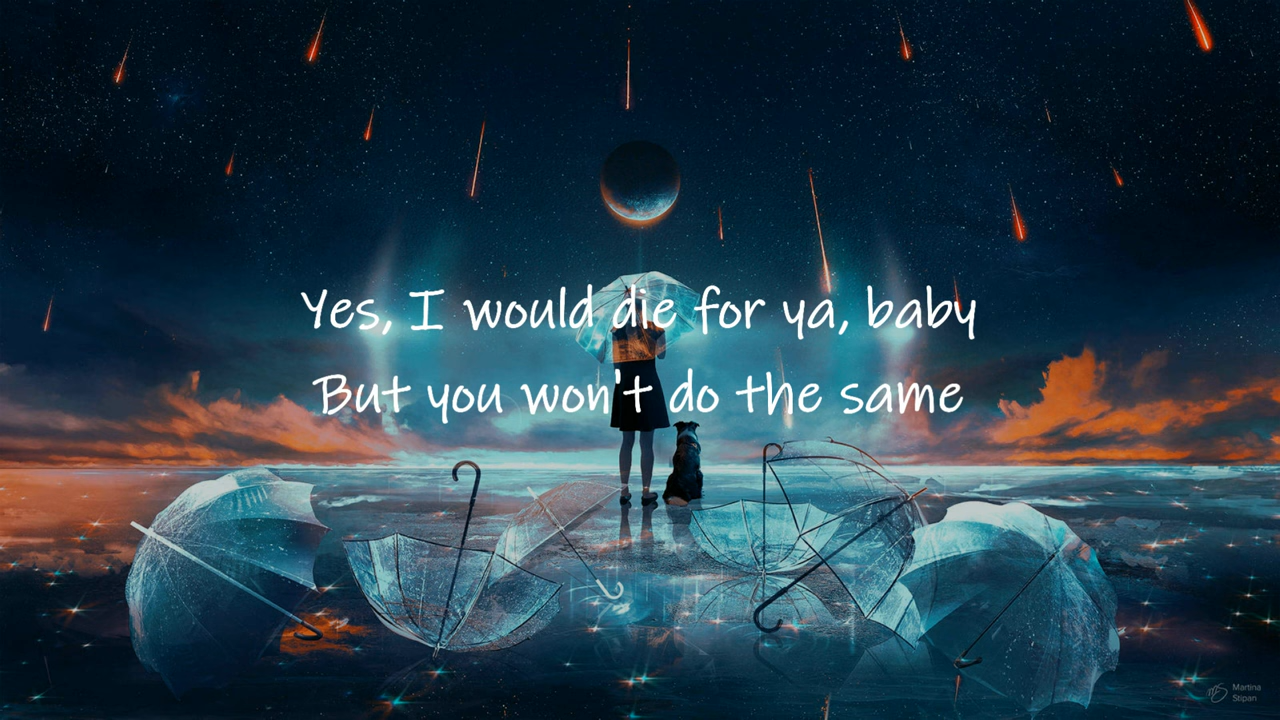 Yes, I would die for ya, baby
But you won't do the same
Martina
Stipan